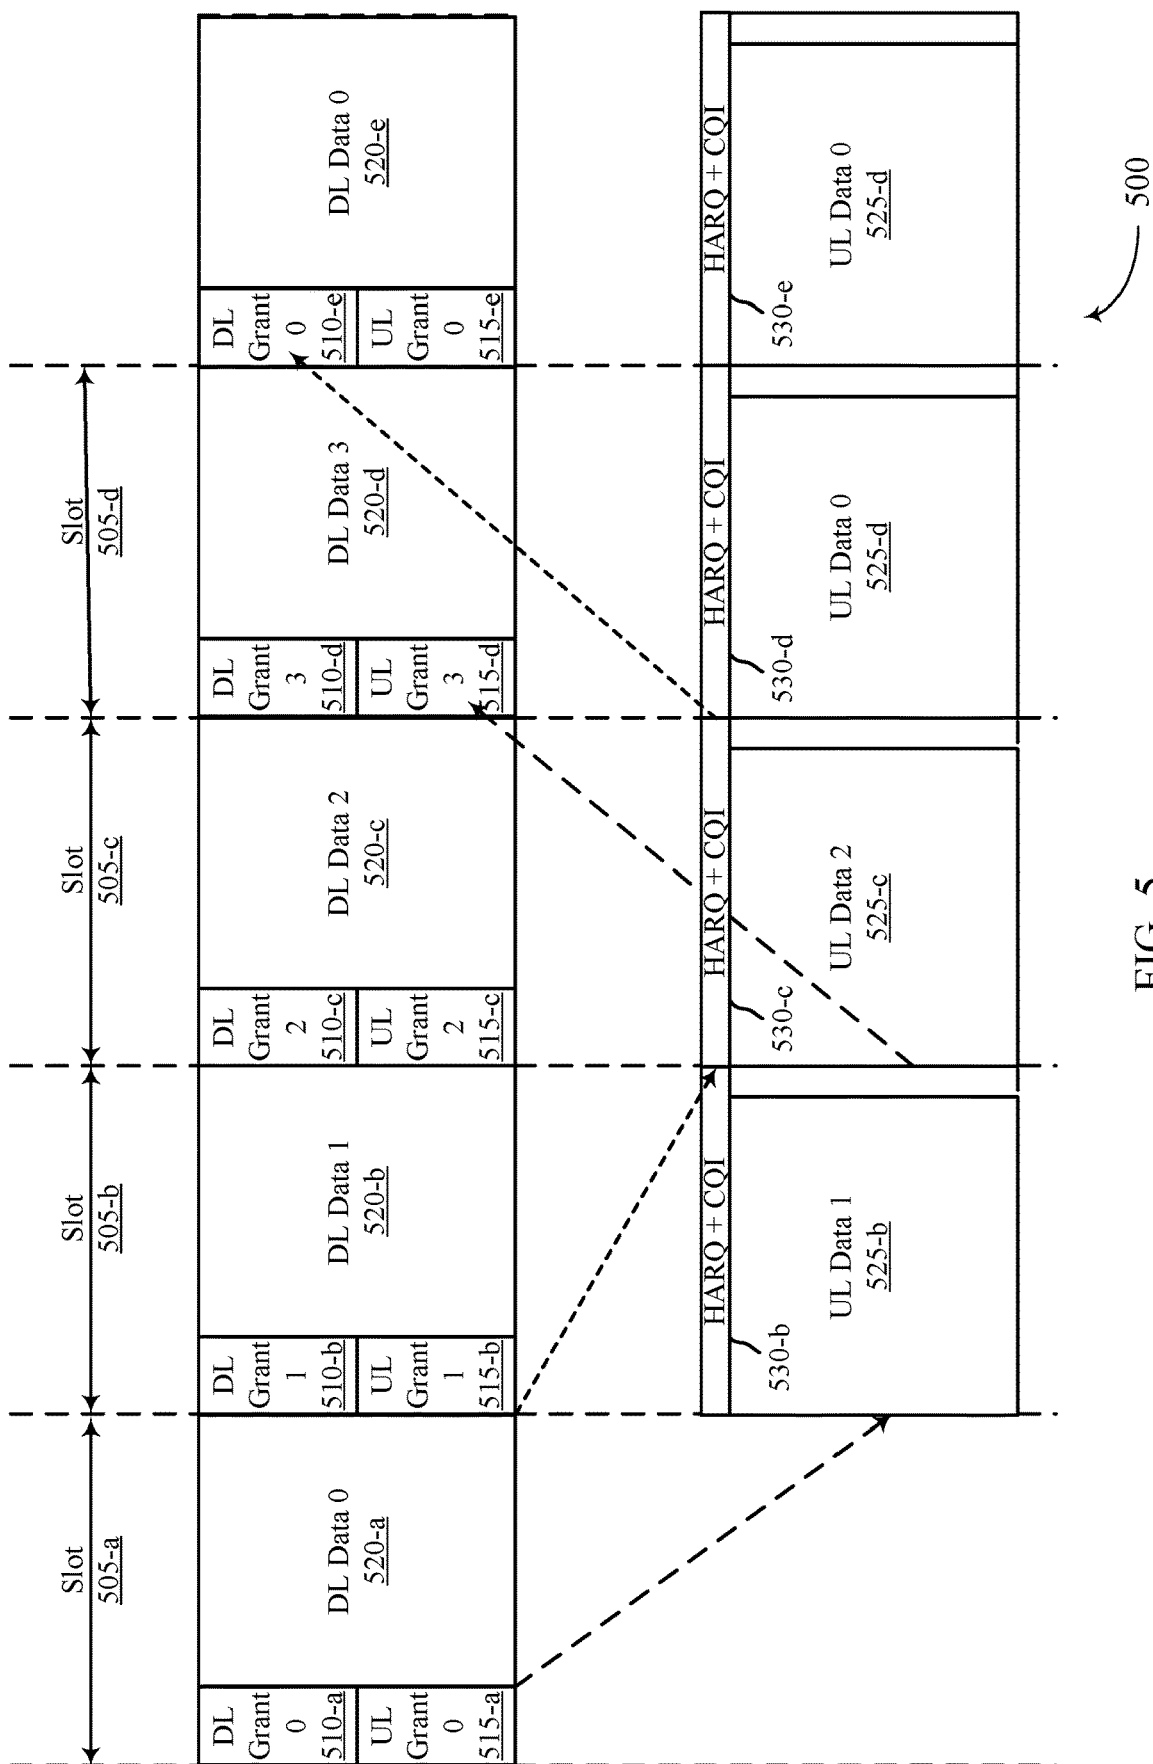 Slot
505-a
Slot
505-b
Slot
505-c
Slot
505-d
DL
Grant
0
510-a
UL
Grant
0
515-a
DL Data 0
520-a
DL
Grant
1
510-b
UL
Grant
1
515-b
DL Data 1
520-b
DL
Grant
2
510-c
UL
Grant
2
515-c
DL Data 2
520-c
DL
Grant
3
510-d
UL
Grant
3
515-d
DL Data 3
520-d
DL
Grant
0
510-e
UL
Grant
0
515-e
DL Data 0
520-e
HARQ + CQI
530-b
UL Data 1
525-b
HARQ + CQI
530-c
UL Data 2
525-c
HARQ + CQI
530-d
UL Data 0
525-d
HARQ + CQI
530-e
UL Data 0
525-d
500
FIG. 5